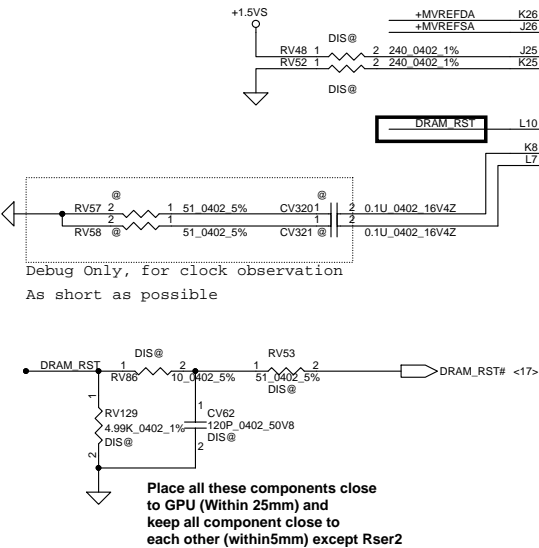 +1.5VS
+MVREFDA K26
+MVREFSA J26
DIS@
RV48 1 2 240_0402_1% J25
RV52 1 2 240_0402_1% K25
DIS@
DRAM_RST L10
K8
L7
@ @
RV57 2 1 51_0402_5% CV320 1 2 0.1U_0402_16V4Z
2 1 1 2
RV58 @ 51_0402_5% CV321 @ 0.1U_0402_16V4Z
Debug Only, for clock observation
As short as possible
DIS@ RV53
DRAM_RST 1 2 1 2 DRAM_RST# <17>
RV86 10_0402_5% 51_0402_5%
DIS@
1 1
RV129 CV62
4.99K_0402_1% 120P_0402_50V8
DIS@ DIS@
2 2
Place all these components close
to GPU (Within 25mm) and
keep all component close to
each other (within5mm) except Rser2